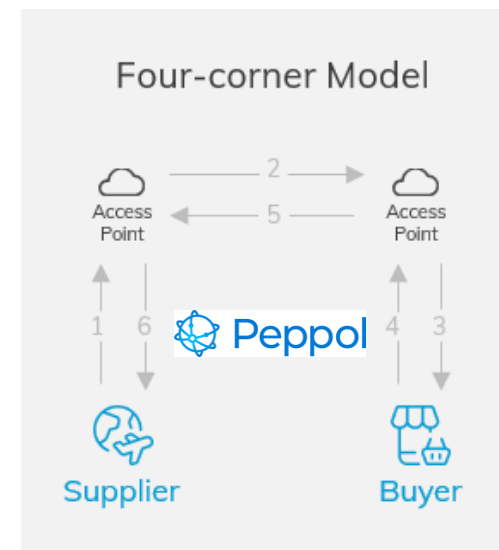 Four-corner Model
2
Access
Point
5
Access
Point
1
6
Peppol
4
3
Supplier
Buyer